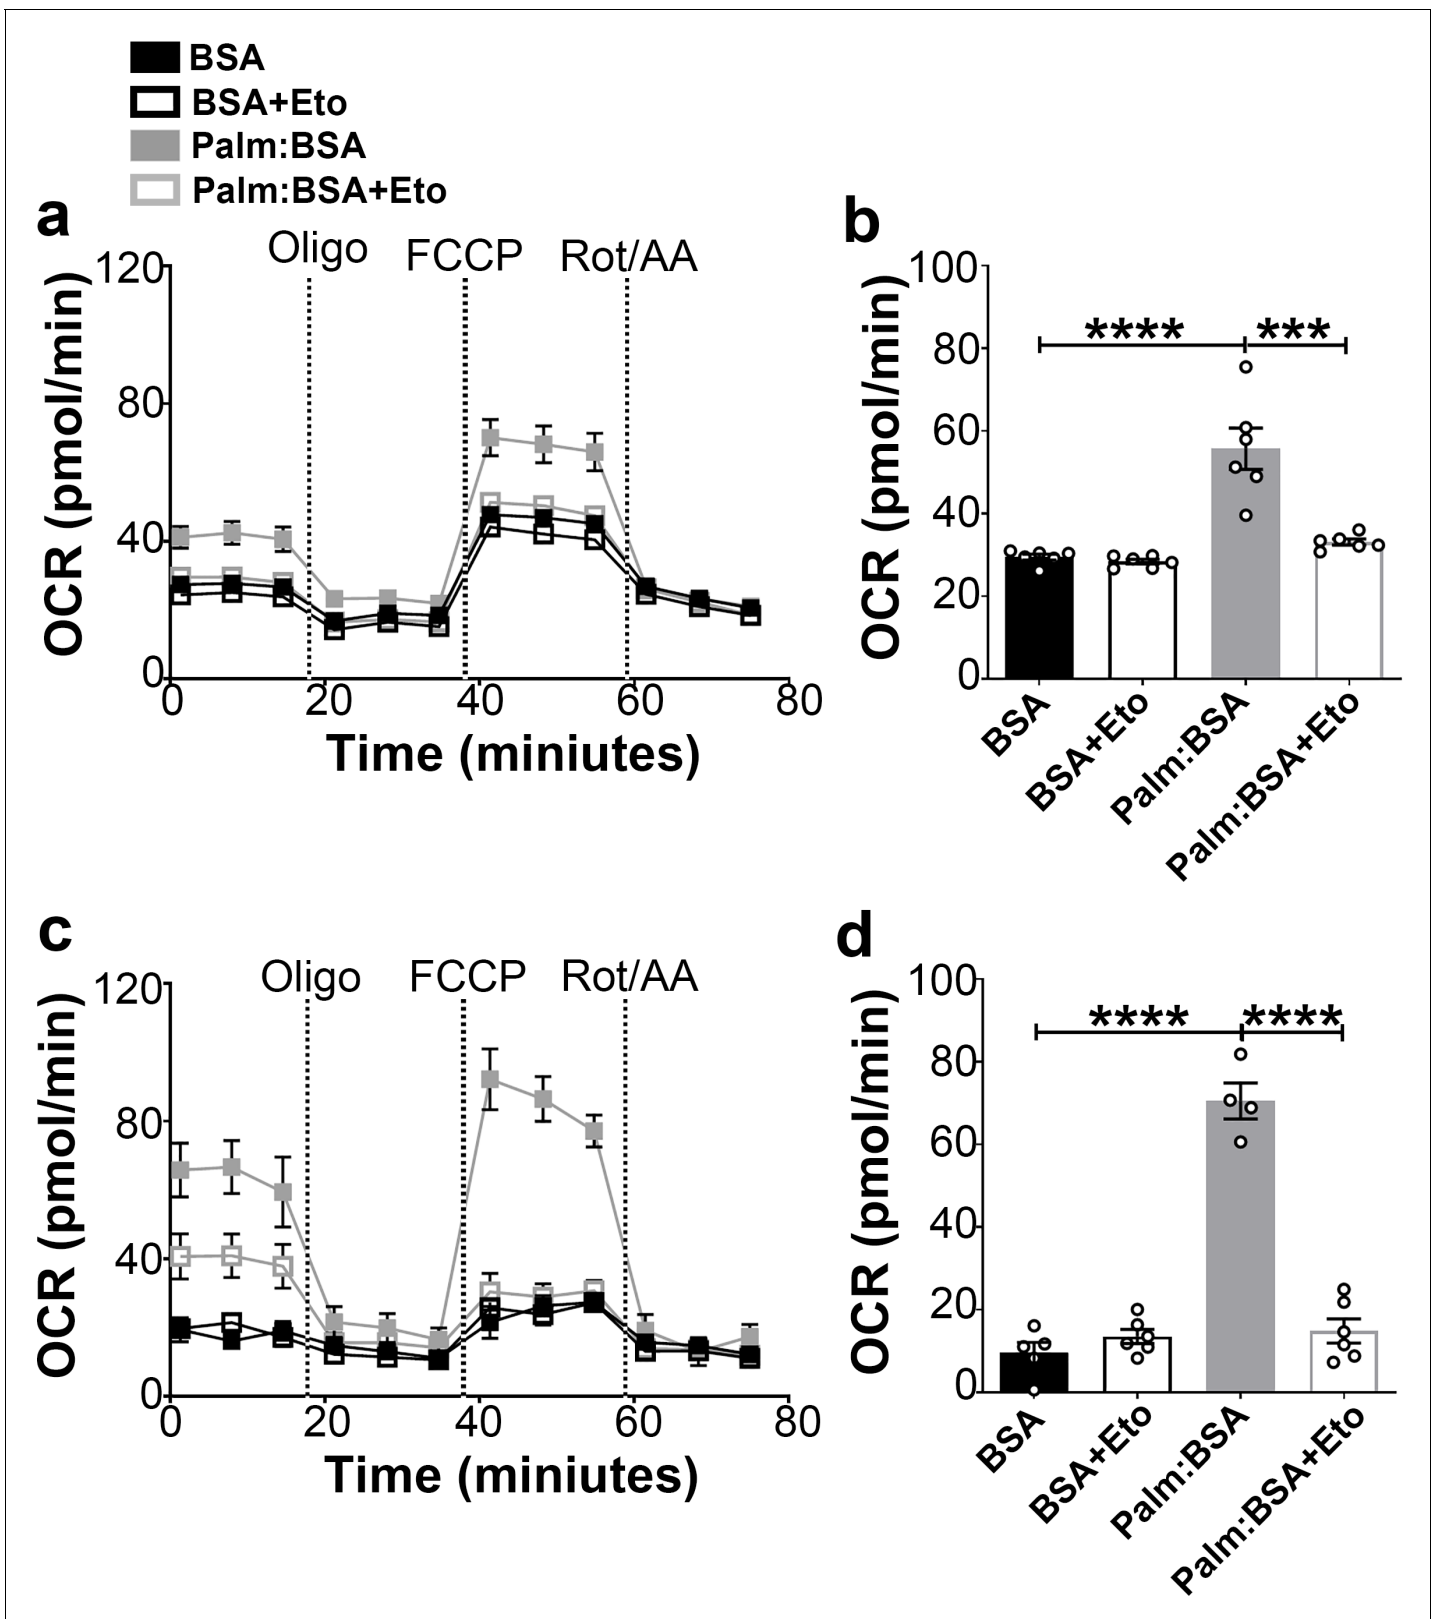 BSA
BSA+Eto
Palm:BSA
Palm:BSA+Eto
a
Oligo FCCP Rot/AA
120
80
40
0
OCR (pmol/min)
0 20 40 60 80
Time (miniutes)
b
100
80
60
40
20
0
OCR (pmol/min)
**** ***
BSA
BSA+Eto
Palm:BSA
Palm:BSA+Eto
c
Oligo FCCP Rot/AA
120
80
40
0
OCR (pmol/min)
0 20 40 60 80
Time (miniutes)
d
100
80
60
40
20
0
OCR (pmol/min)
**** ****
BSA
BSA+Eto
Palm:BSA
Palm:BSA+Eto